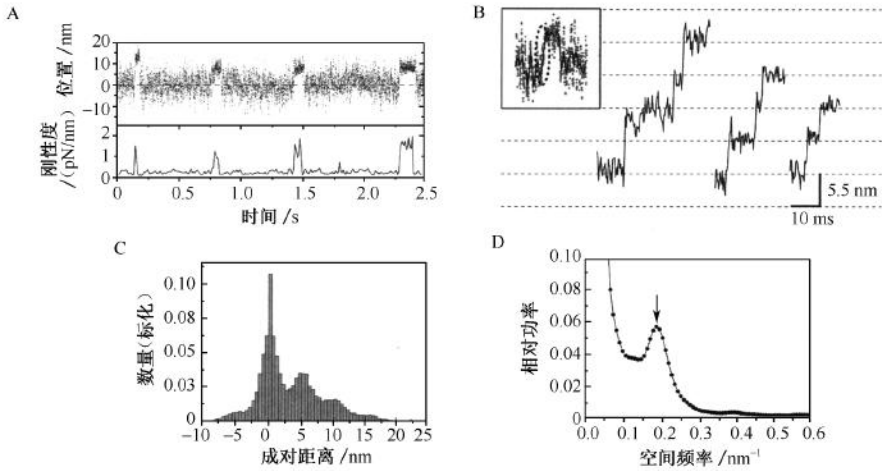 A
位置 /nm
20
10
0
−10
刚性度
/(pN/nm)
2
1
0
0
0.5
1.0
1.5
2.0
2.5
时间 /s
B
5.5 nm
10 ms
C
数量(标化)
0.10
0.08
0.05
0.03
0
−10
−5
0
5
10
15
20
25
成对距离 /nm
D
相对功率
0.10
0.08
0.06
0.04
0.02
0
0.0
0.1
0.2
0.3
0.4
0.5
0.6
空间频率 /nm⁻¹